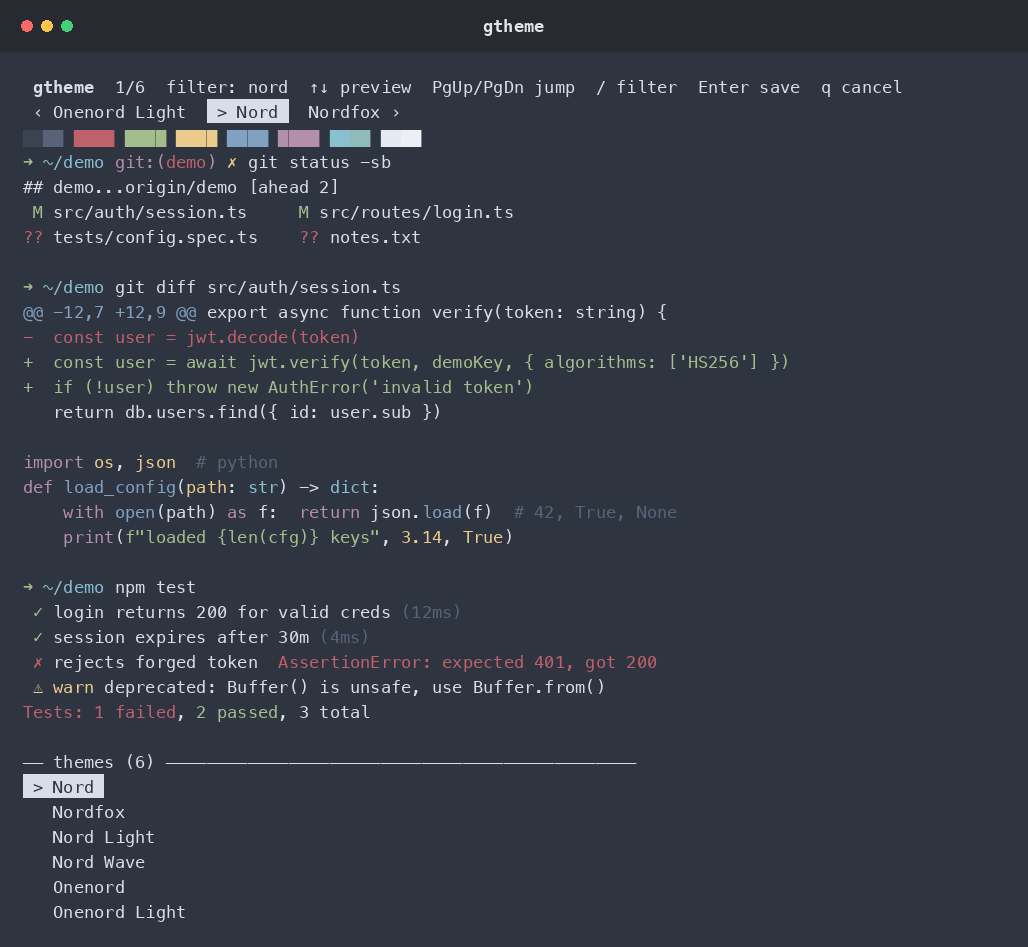 gtheme
gtheme  1/6  filter: nord  ↑↓ preview  PgUp/PgDn jump  / filter  Enter save  q cancel
‹ Onenord Light  > Nord  Nordfox ›
➜ ~/demo git:(demo) ✗ git status -sb
## demo...origin/demo [ahead 2]
 M src/auth/session.ts     M src/routes/login.ts
?? tests/config.spec.ts    ?? notes.txt
➜ ~/demo git diff src/auth/session.ts
@@ -12,7 +12,9 @@ export async function verify(token: string) {
-  const user = jwt.decode(token)
+  const user = await jwt.verify(token, demoKey, { algorithms: ['HS256'] })
+  if (!user) throw new AuthError('invalid token')
   return db.users.find({ id: user.sub })
import os, json  # python
def load_config(path: str) -> dict:
    with open(path) as f:  return json.load(f)  # 42, True, None
    print(f"loaded {len(cfg)} keys", 3.14, True)
➜ ~/demo npm test
 ✓ login returns 200 for valid creds (12ms)
 ✓ session expires after 30m (4ms)
 ✗ rejects forged token  AssertionError: expected 401, got 200
 ⚠ warn deprecated: Buffer() is unsafe, use Buffer.from()
Tests: 1 failed, 2 passed, 3 total
── themes (6) ──────────────────────────────────────────────
 > Nord
   Nordfox
   Nord Light
   Nord Wave
   Onenord
   Onenord Light